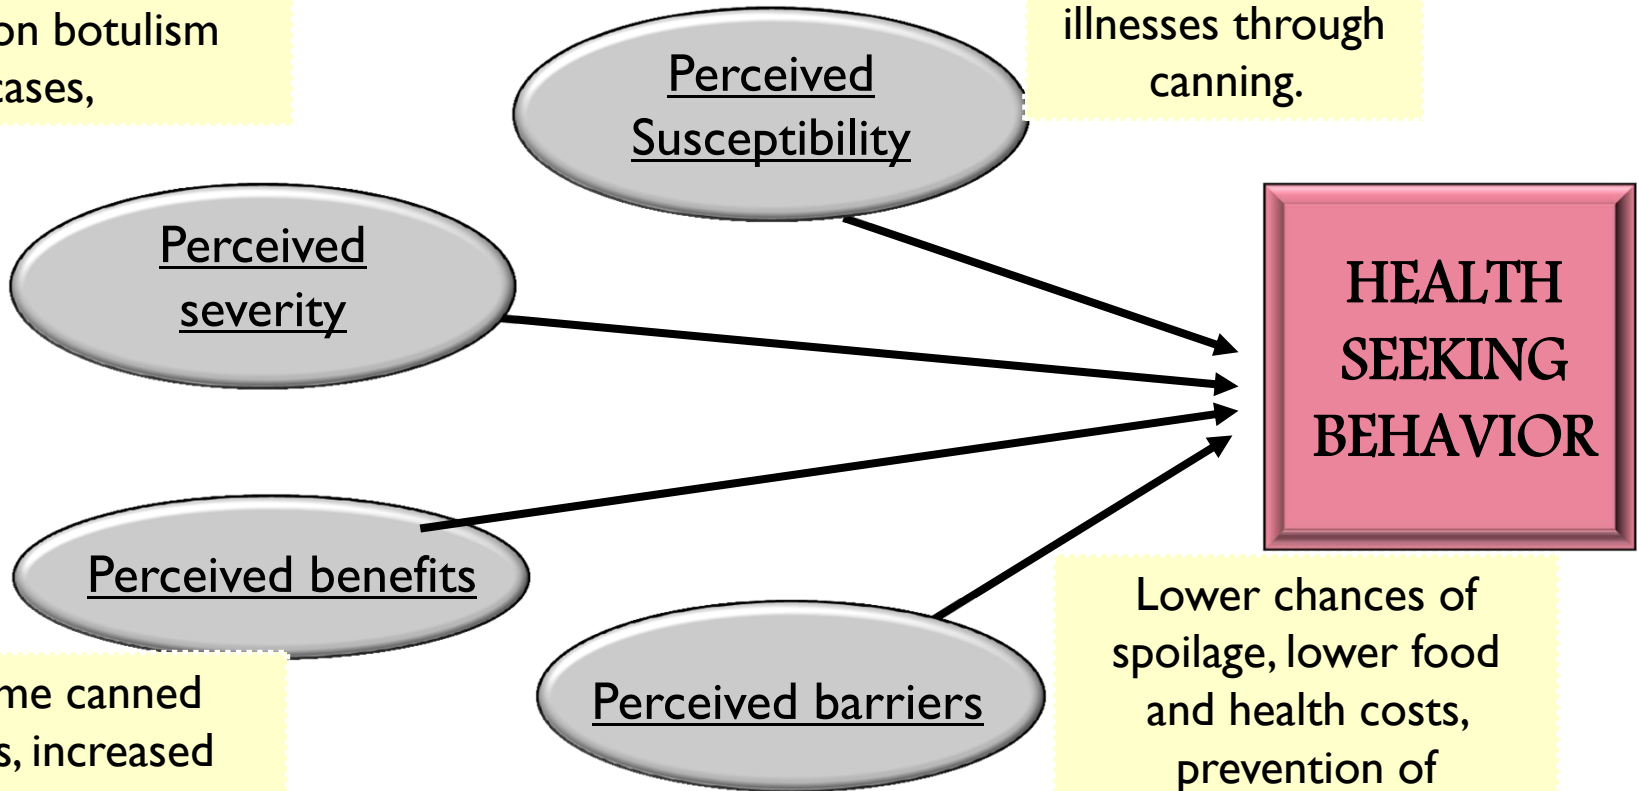 on botulism
cases,
Perceived
Susceptibility
illnesses through
canning.
Perceived
severity
HEALTH
SEEKING
BEHAVIOR
Perceived benefits
me canned
s, increased
Perceived barriers
Lower chances of
spoilage, lower food
and health costs,
prevention of